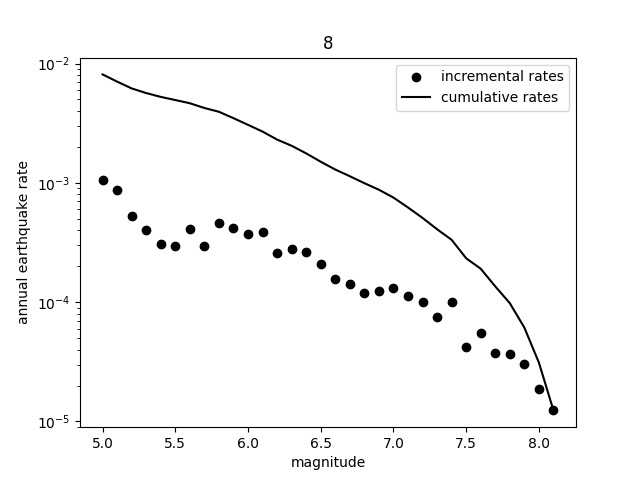 8
10⁻²
10⁻³
10⁻⁴
10⁻⁵
annual earthquake rate
incremental rates
cumulative rates
5.0 5.5 6.0 6.5 7.0 7.5 8.0
magnitude